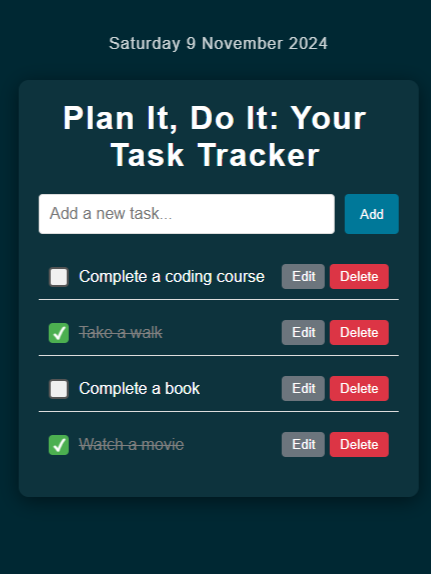 Saturday 9 November 2024
Plan It, Do It: Your
Task Tracker
Add a new task... Add
Complete a coding course Edit Delete
Take a walk Edit Delete
Complete a book Edit Delete
Watch a movie Edit Delete